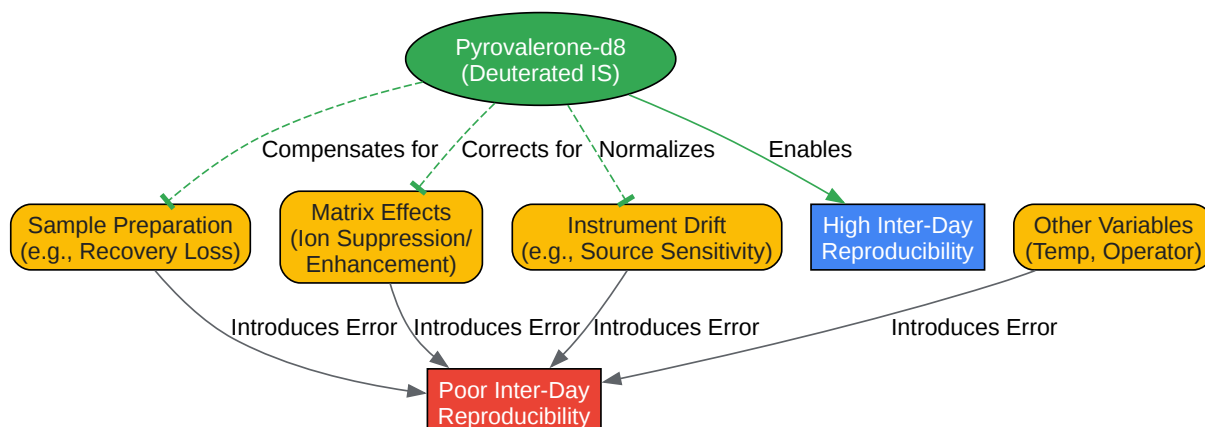 Pyrovalerone-d8
(Deuterated IS)
Compensates for
Corrects for
Normalizes
Enables
Sample Preparation
(e.g., Recovery Loss)
Matrix Effects
(Ion Suppression/
Enhancement)
Instrument Drift
(e.g., Source Sensitivity)
High Inter-Day
Reproducibility
Other Variables
(Temp, Operator)
Introduces Error
Introduces Error
Introduces Error
Introduces Error
Poor Inter-Day
Reproducibility